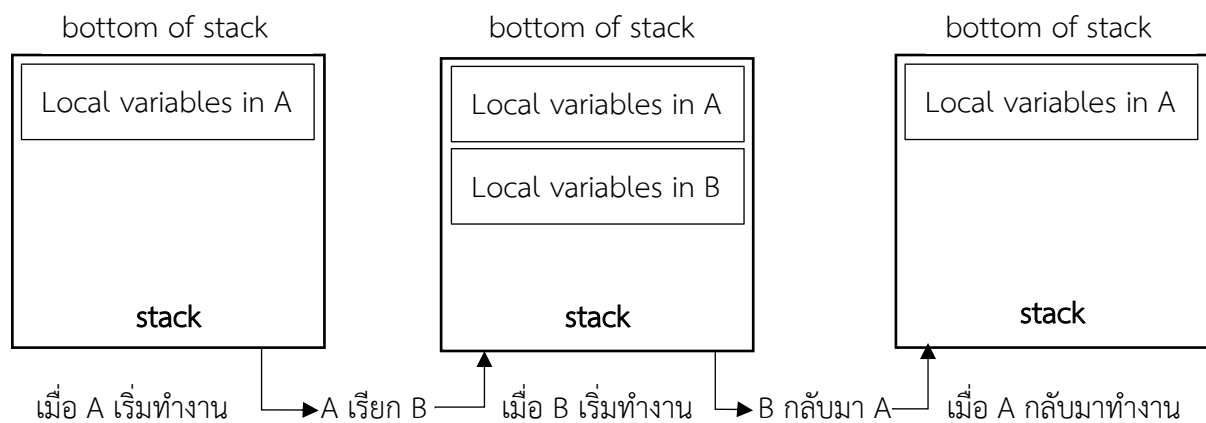 bottom of stack
Local variables in A
stack
bottom of stack
Local variables in A
Local variables in B
stack
bottom of stack
Local variables in A
stack
เมื่อ A เริ่มทำงาน
A เรียก B
เมื่อ B เริ่มทำงาน
B กลับมา A
เมื่อ A กลับมาทำงาน